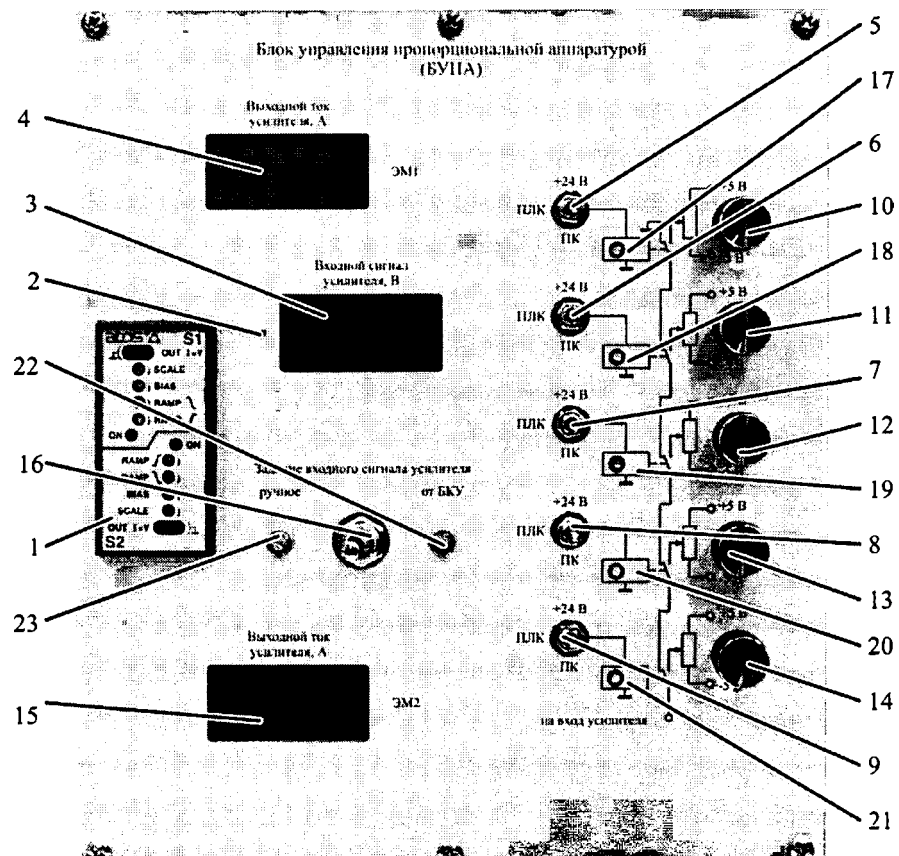 Блок управления пропорциональной аппаратурой
(БУПА)
5
17
Выходной ток
усилителя, А
4
ЭМ1
6
+24 В
+5 В
ПЛК
10
ПК
3
18
Входной сигнал
усилителя, В
+24 В
+5 В
2
ПЛК
11
ПК
S1
OUT I=V
22
SCALE
7
BIAS
+24 В
RAMP
ПЛК
12
RAMP
ON
ON
ПК
16
RAMP
Задание входного сигнала усилителя
19
RAMP
ручное
от БКУ
+24 В
+5 В
BIAS
SCALE
ПЛК
8
1
OUT I=V
S2
ПК
13
23
+24 В
+5 В
20
Выходной ток
усилителя, А
ПЛК
ПК
14
15
ЭМ2
-5 В
на вход усилителя
9
21